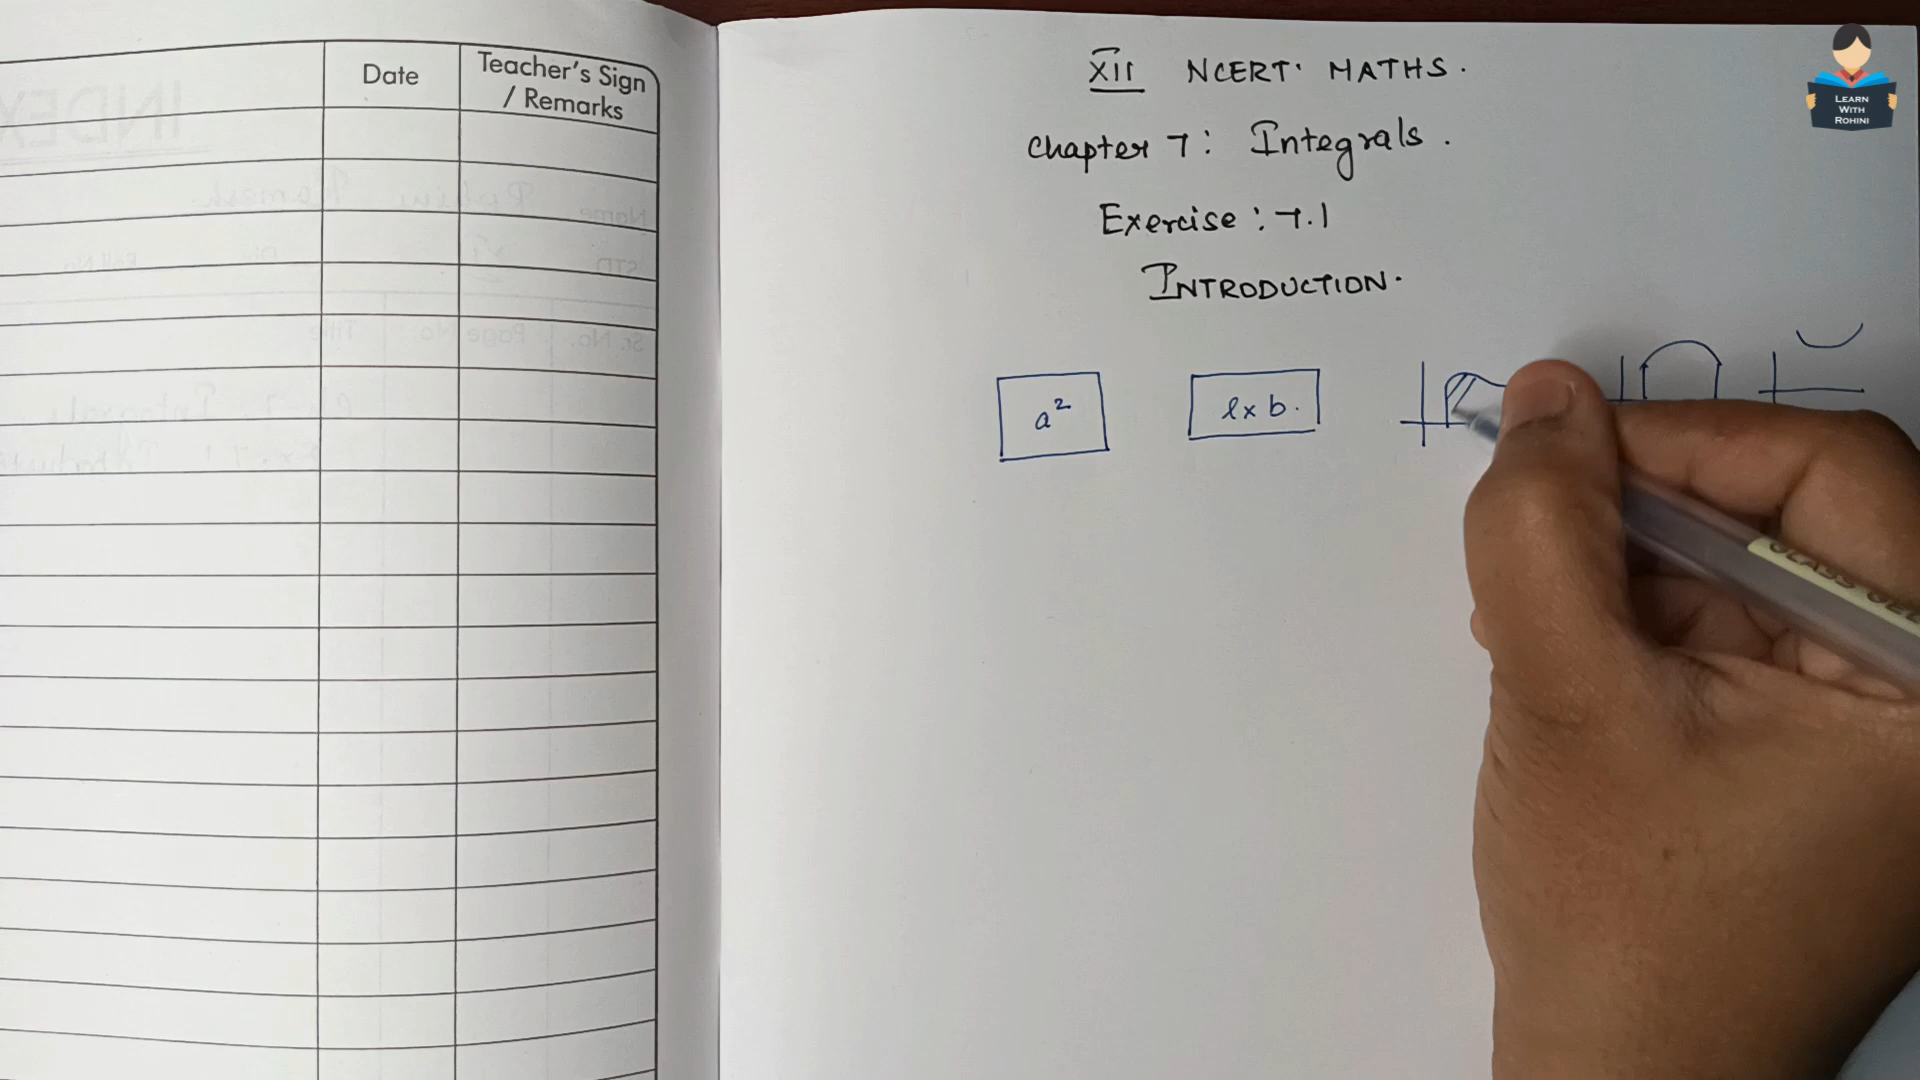 Date
Teacher's Sign
/ Remarks
XII NCERT. MATHS.
Chapter 7: Integrals.
Exercise: 7.1
INTRODUCTION.
a²
l x b.
LEARN
WITH
ROHINI